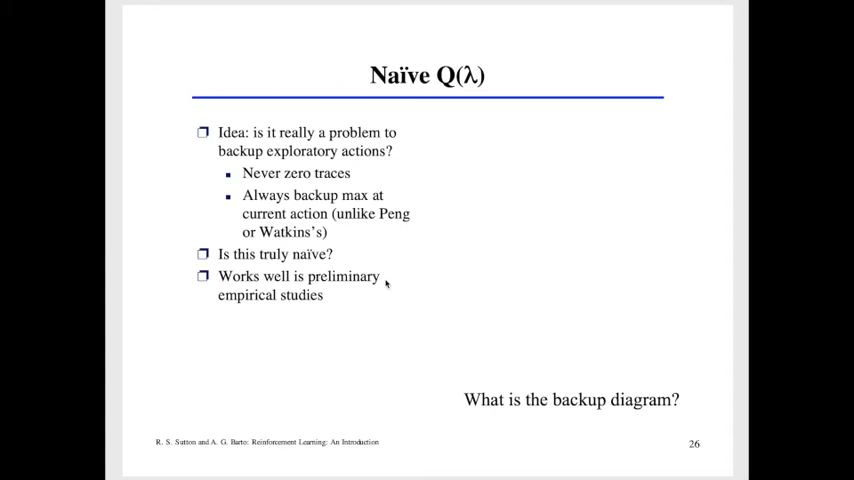 Naïve Q(λ)
Idea: is it really a problem to
backup exploratory actions?
Never zero traces
Always backup max at
current action (unlike Peng
or Watkins's)
Is this truly naïve?
Works well is preliminary
empirical studies
What is the backup diagram?
R. S. Sutton and A. G. Barto: Reinforcement Learning: An Introduction
26